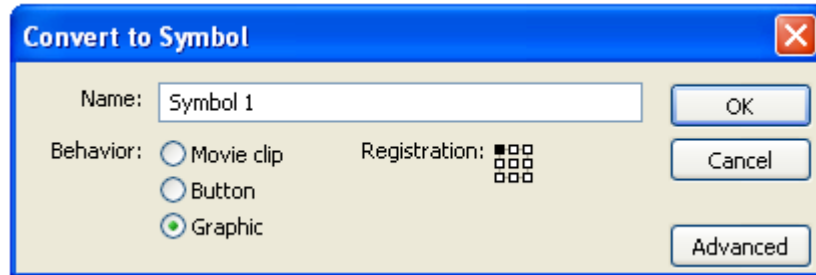 Convert to Symbol
Name: Symbol 1 OK
Behavior: Movie clip Registration: Cancel
Button
Graphic
Advanced